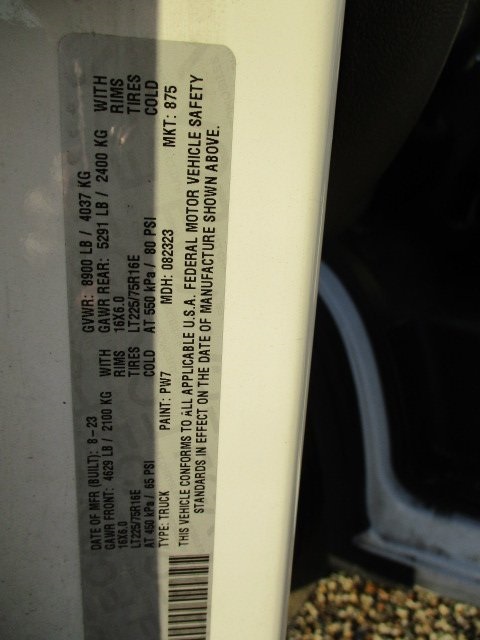 DATE OF MFR (BUILT): 8-23 GVWR: 8900 LB / 4037 KG
GAWR FRONT: 4629 LB / 2100 KG WITH GAWR REAR: 5291 LB / 2400 KG WITH
16X6.0 RIMS 16X6.0 RIMS
LT225/75R16E TIRES LT225/75R16E TIRES
AT 450 kPa / 65 PSI COLD AT 550 kPa / 80 PSI COLD
TYPE: TRUCK PAINT: PW7 MDH: 082323 MKT: 875
THIS VEHICLE CONFORMS TO ALL APPLICABLE U.S.A. FEDERAL MOTOR VEHICLE SAFETY
STANDARDS IN EFFECT ON THE DATE OF MANUFACTURE SHOWN ABOVE.